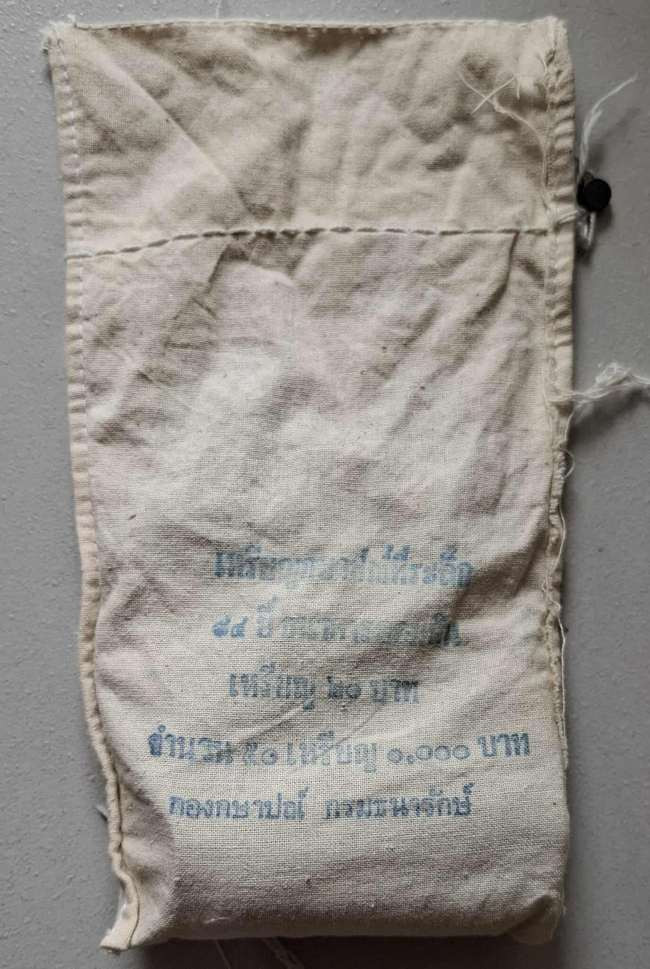 เหรียญกษาปณ์ที่ระลึก
ปี
เหรียญ ๒๐ บาท
จำนวน ๕๐ เหรียญ ๑,๐๐๐ บาท
กองกษาปณ์ กรมธนารักษ์